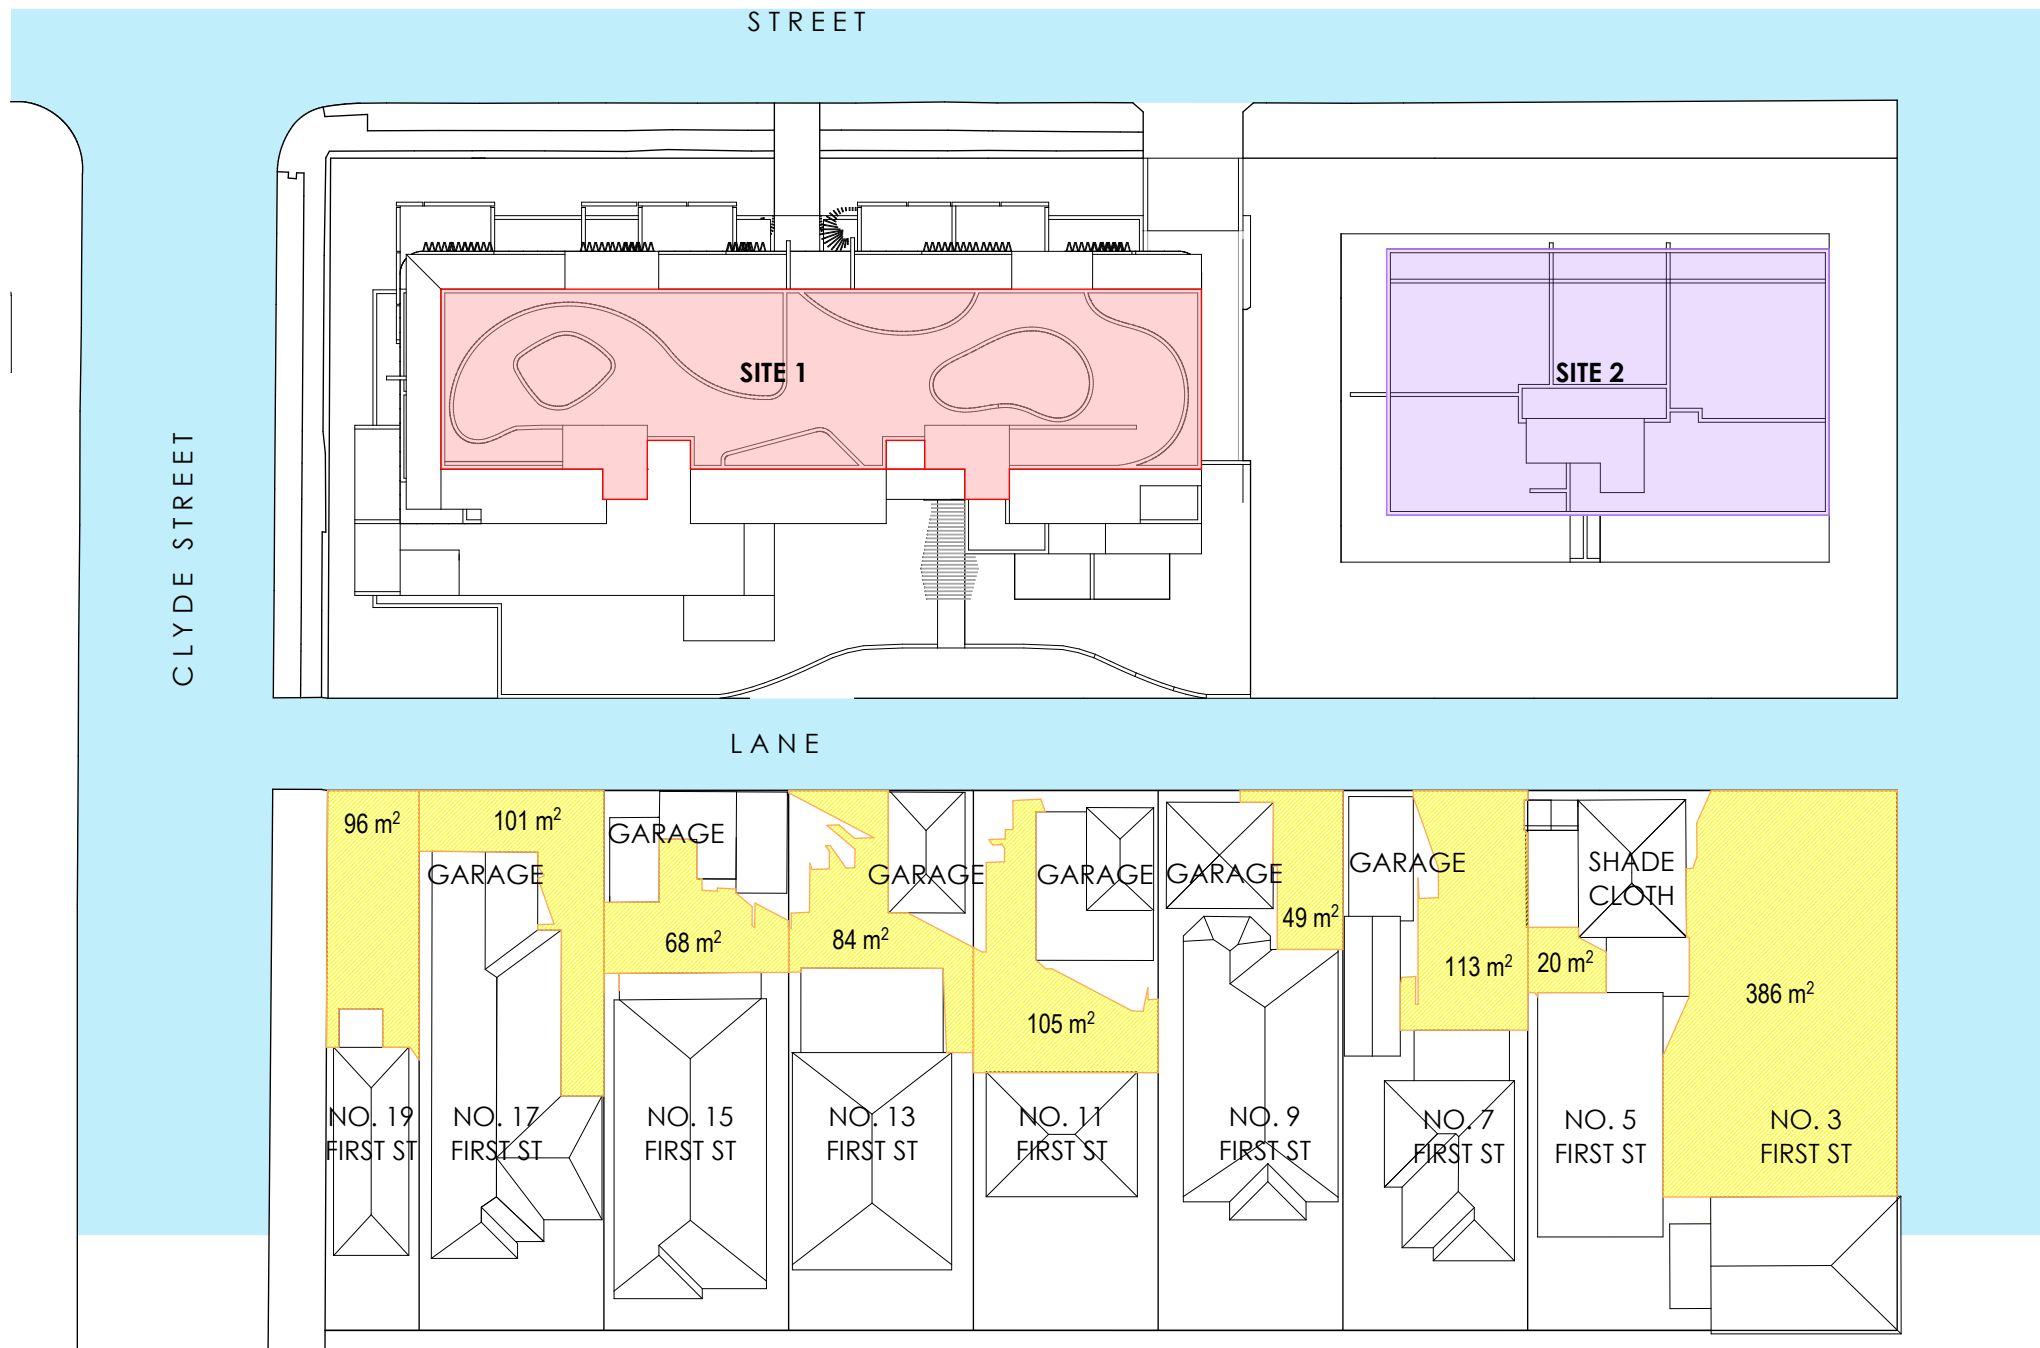 STREET
SITE 1
SITE 2
CLYDE STREET
LANE
96 m²
101 m²
GARAGE
GARAGE
68 m²
84 m²
GARAGE
GARAGE
105 m²
GARAGE
49 m²
GARAGE
113 m²
SHADE
CLOTH
20 m²
386 m²
NO. 19
FIRST ST
NO. 17
FIRST ST
NO. 15
FIRST ST
NO. 13
FIRST ST
NO. 11
FIRST ST
NO. 9
FIRST ST
NO. 7
FIRST ST
NO. 5
FIRST ST
NO. 3
FIRST ST